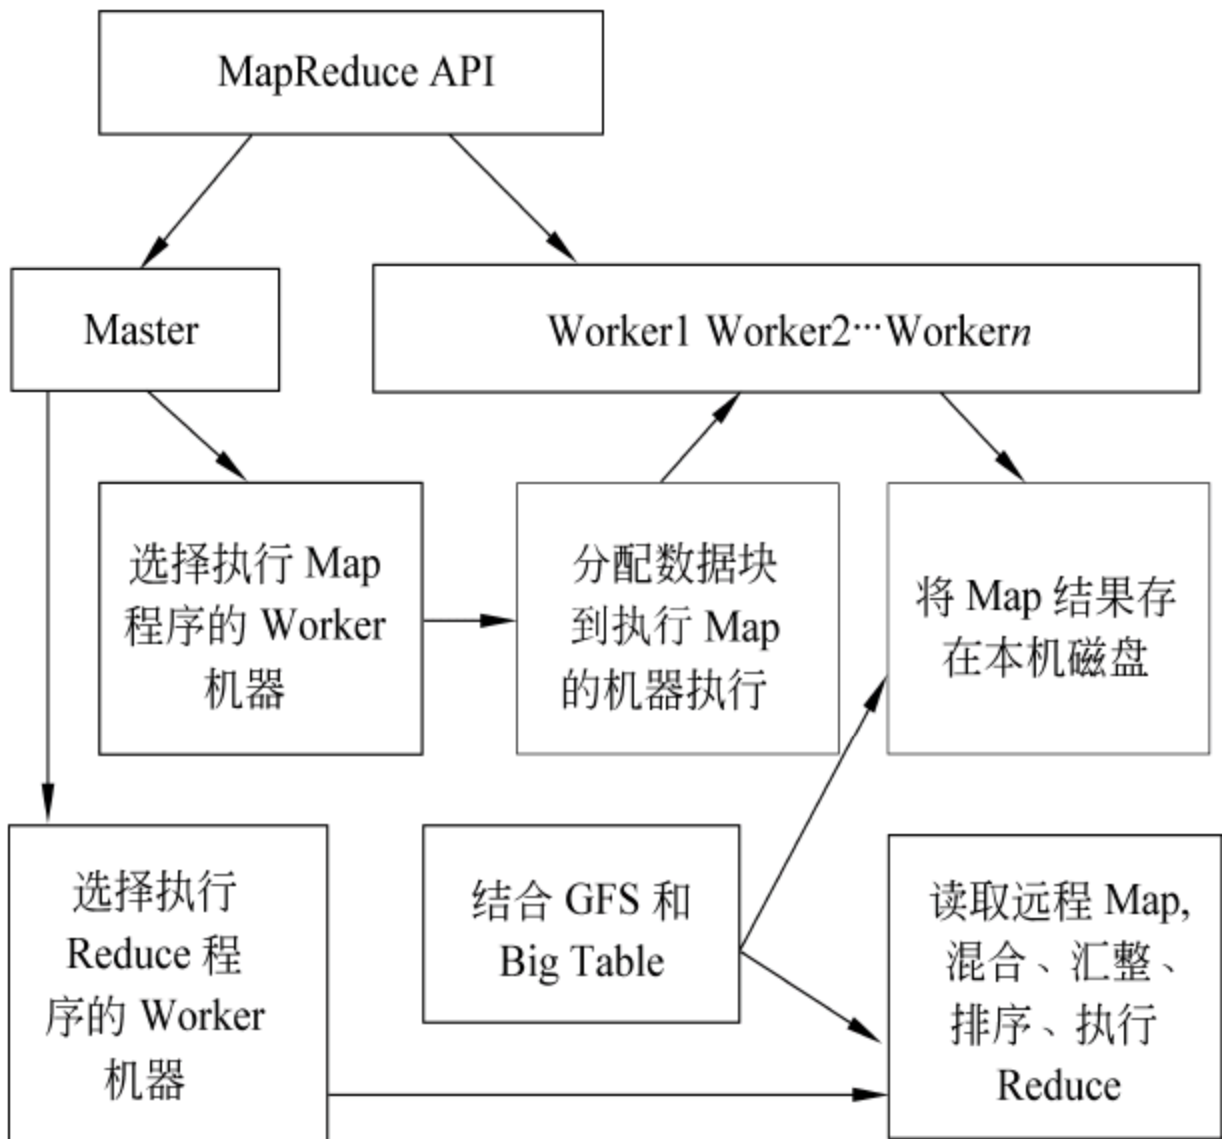 MapReduce API
Master
Worker1 Worker2···Workern
选择执行 Map
程序的 Worker
机器
分配数据块
到执行 Map
的机器执行
将 Map 结果存
在本机磁盘
选择执行
Reduce 程
序的 Worker
机器
结合 GFS 和
Big Table
读取远程 Map,
混合、汇整、
排序、执行
Reduce